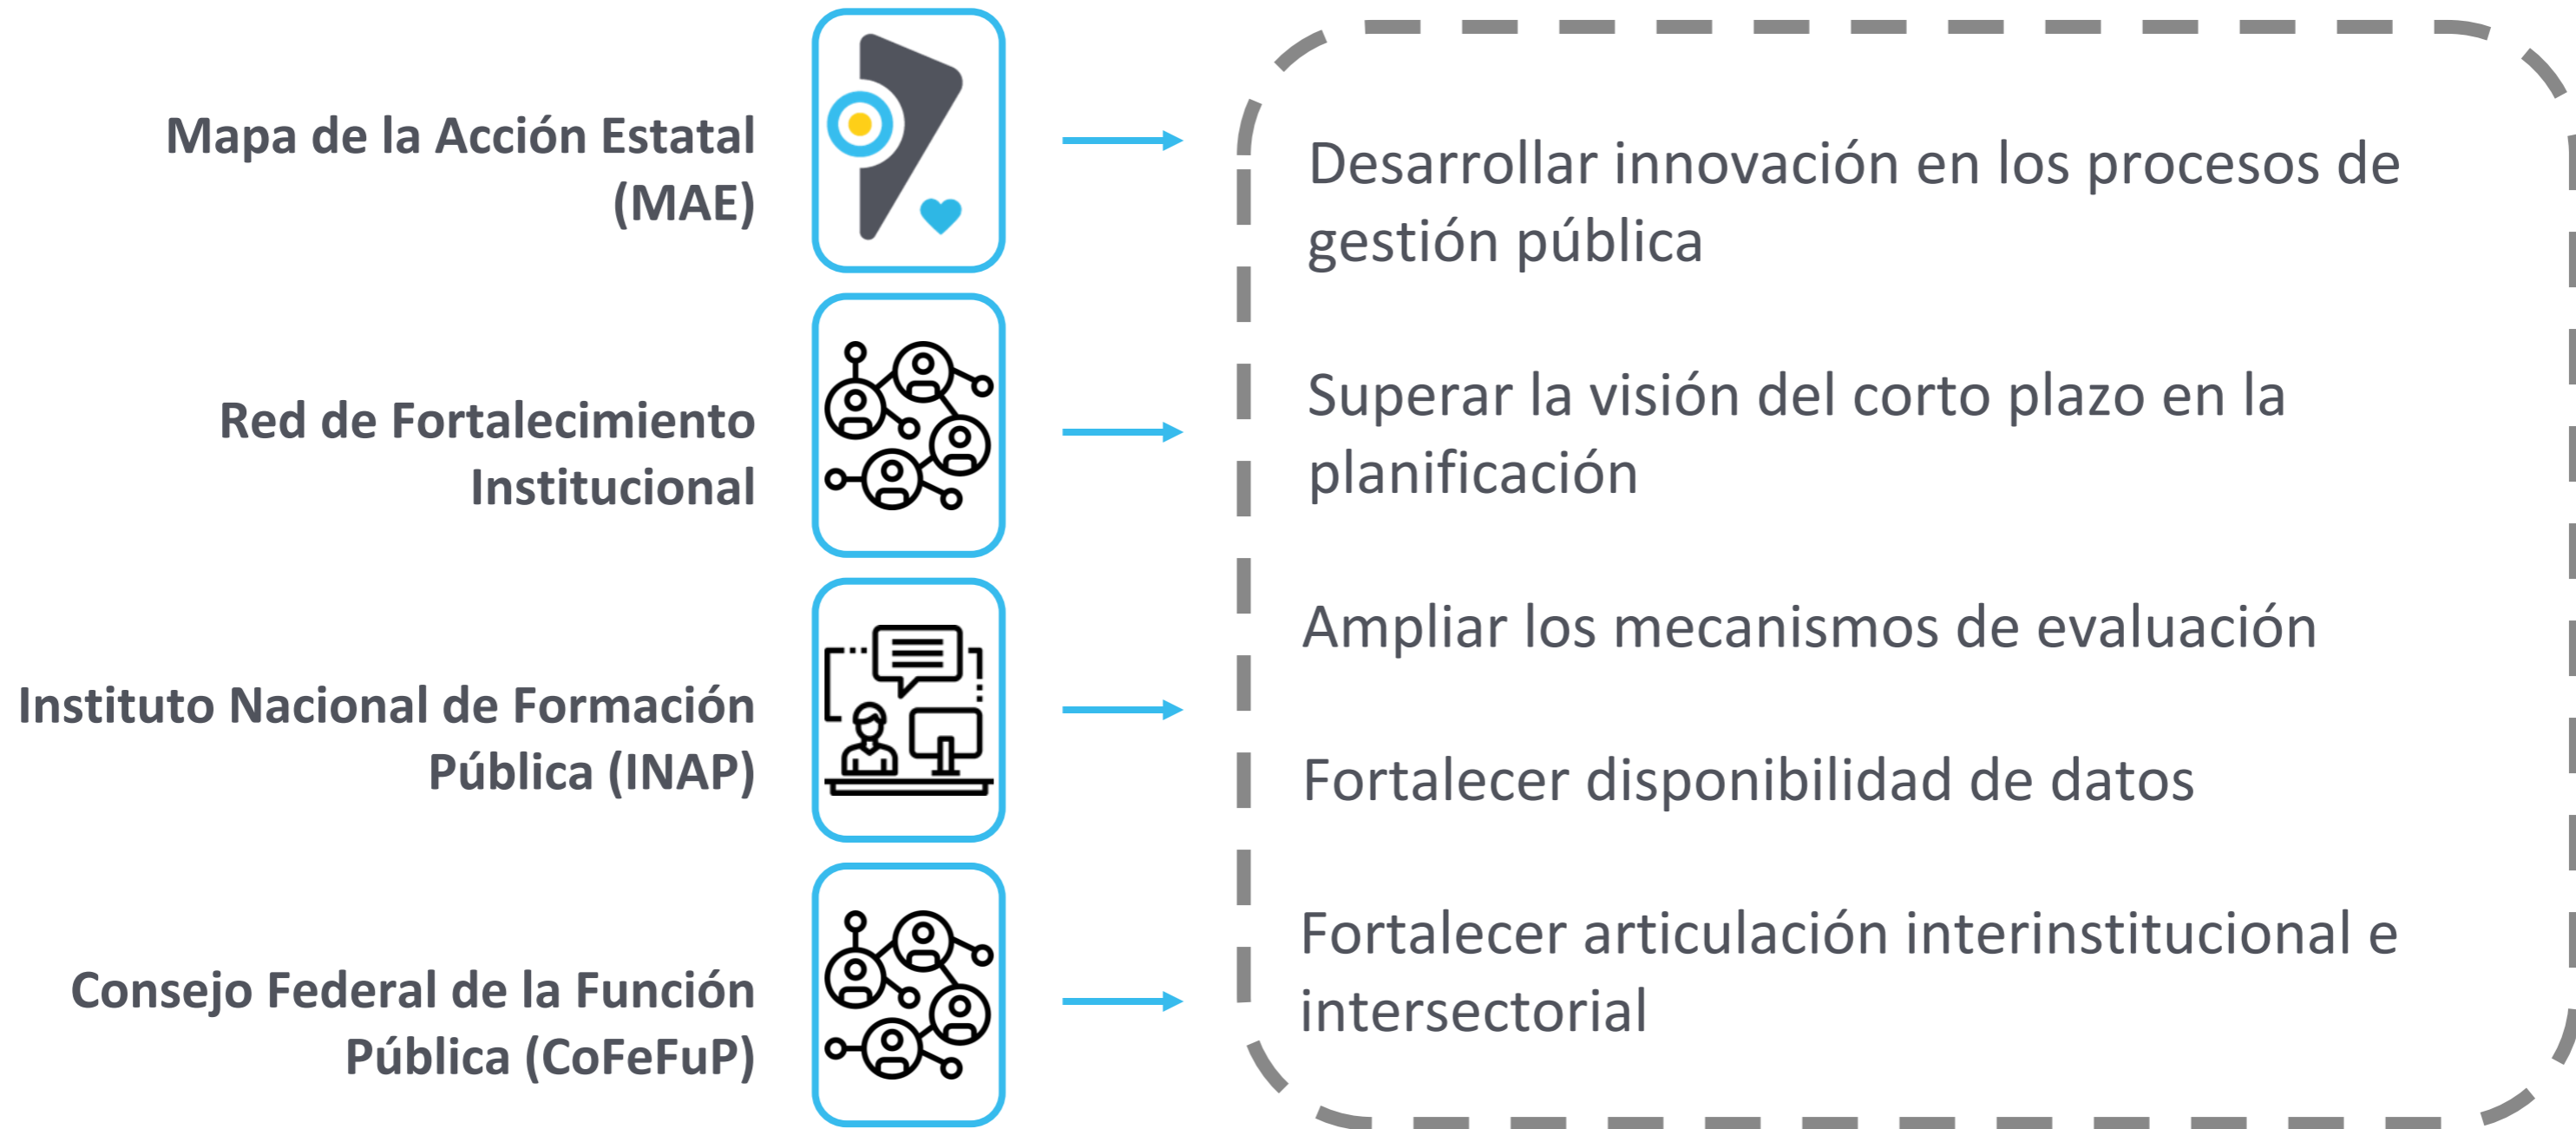 Mapa de la Acción Estatal
(MAE)
Red de Fortalecimiento
Institucional
Instituto Nacional de Formación
Pública (INAP)
Consejo Federal de la Función
Pública (CoFeFuP)
Desarrollar innovación en los procesos de
gestión pública
Superar la visión del corto plazo en la
planificación
Ampliar los mecanismos de evaluación
Fortalecer disponibilidad de datos
Fortalecer articulación interinstitucional e
intersectorial